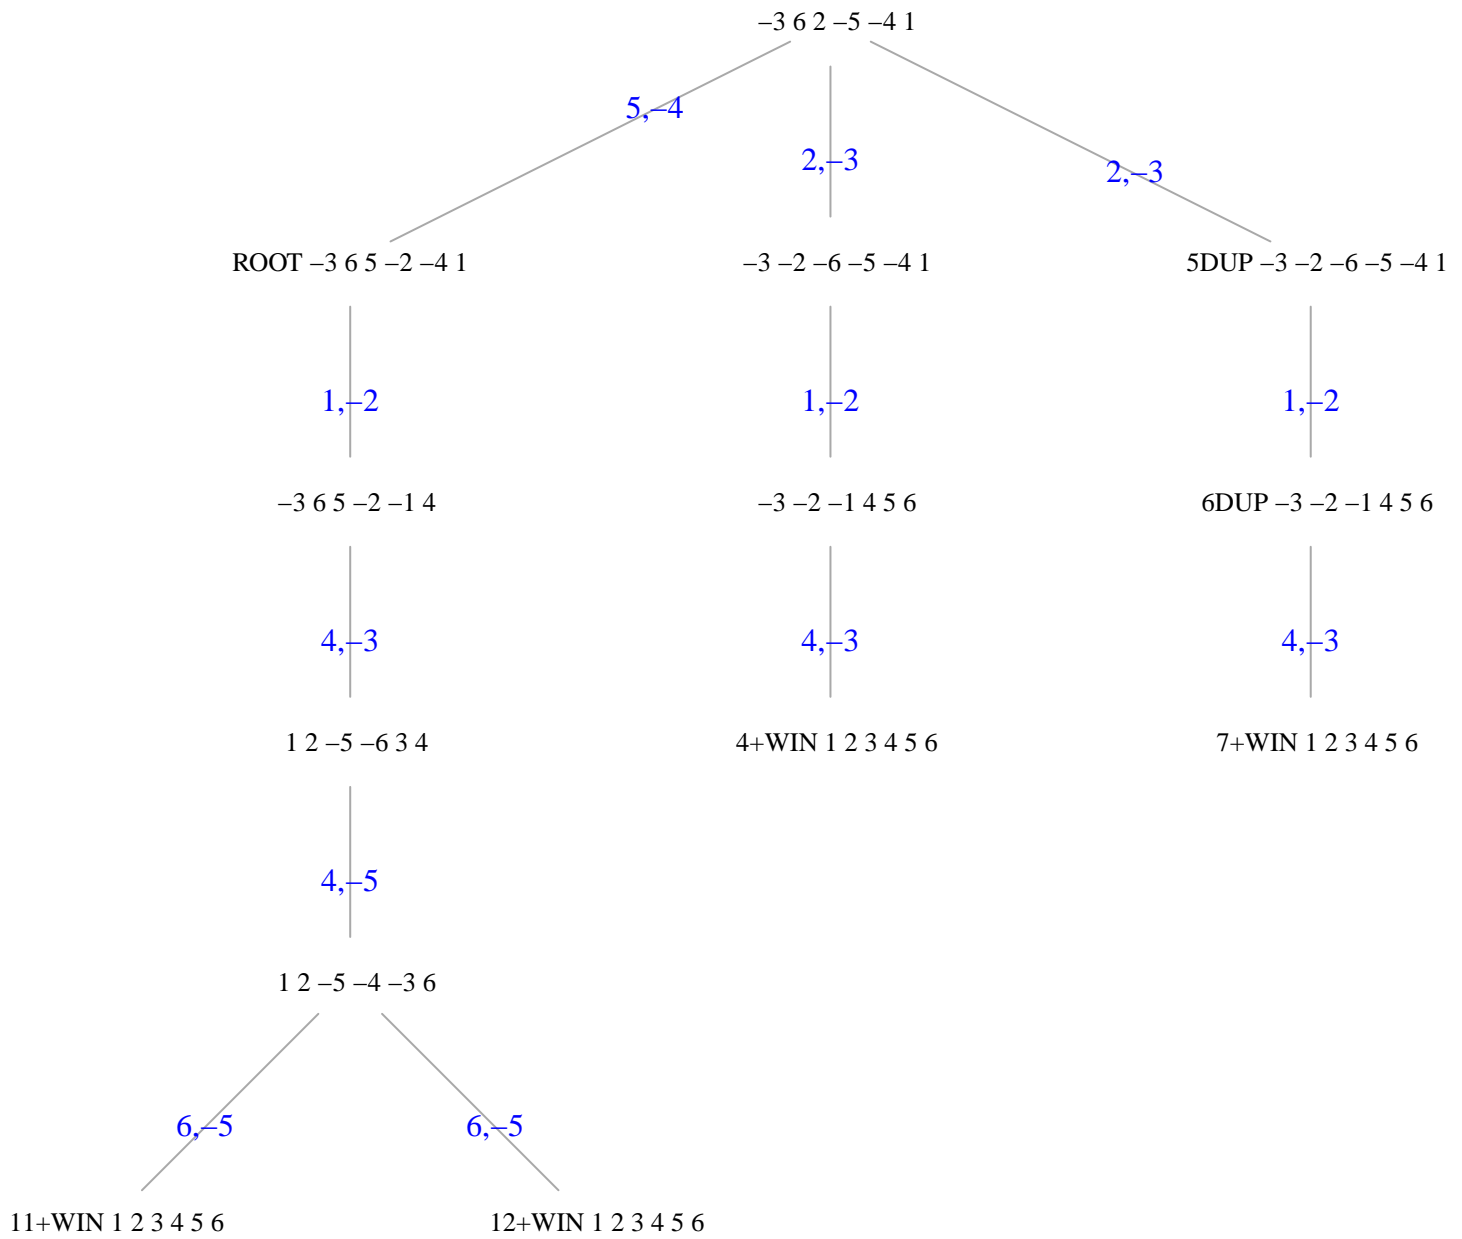 –3 6 2 –5 –4 1
5,–4
2,–3
2,–3
ROOT –3 6 5 –2 –4 1
–3 –2 –6 –5 –4 1
5DUP –3 –2 –6 –5 –4 1
1,–2
1,–2
1,–2
–3 6 5 –2 –1 4
–3 –2 –1 4 5 6
6DUP –3 –2 –1 4 5 6
4,–3
4,–3
4,–3
1 2 –5 –6 3 4
4+WIN 1 2 3 4 5 6
7+WIN 1 2 3 4 5 6
4,–5
1 2 –5 –4 –3 6
6,–5
6,–5
11+WIN 1 2 3 4 5 6
12+WIN 1 2 3 4 5 6